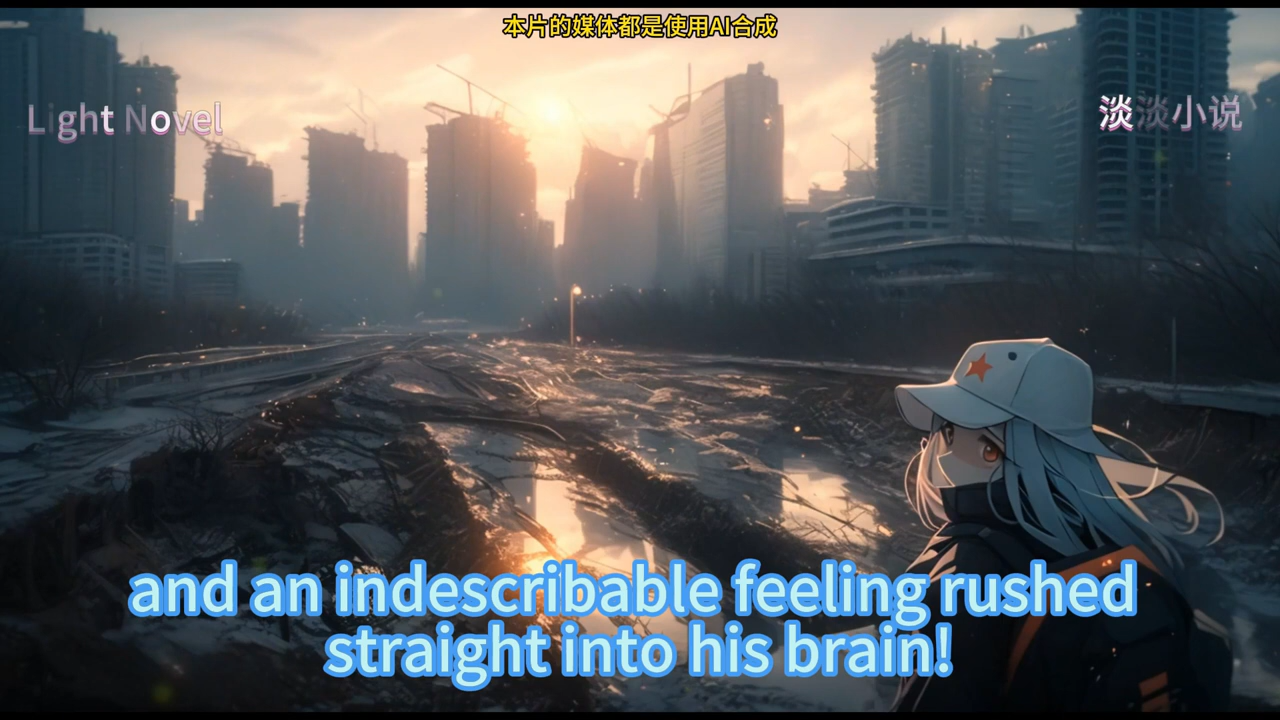 本片的媒体都是使用AI合成
Light Novel
淡淡小说
and an indescribable feeling rushed
straight into his brain!